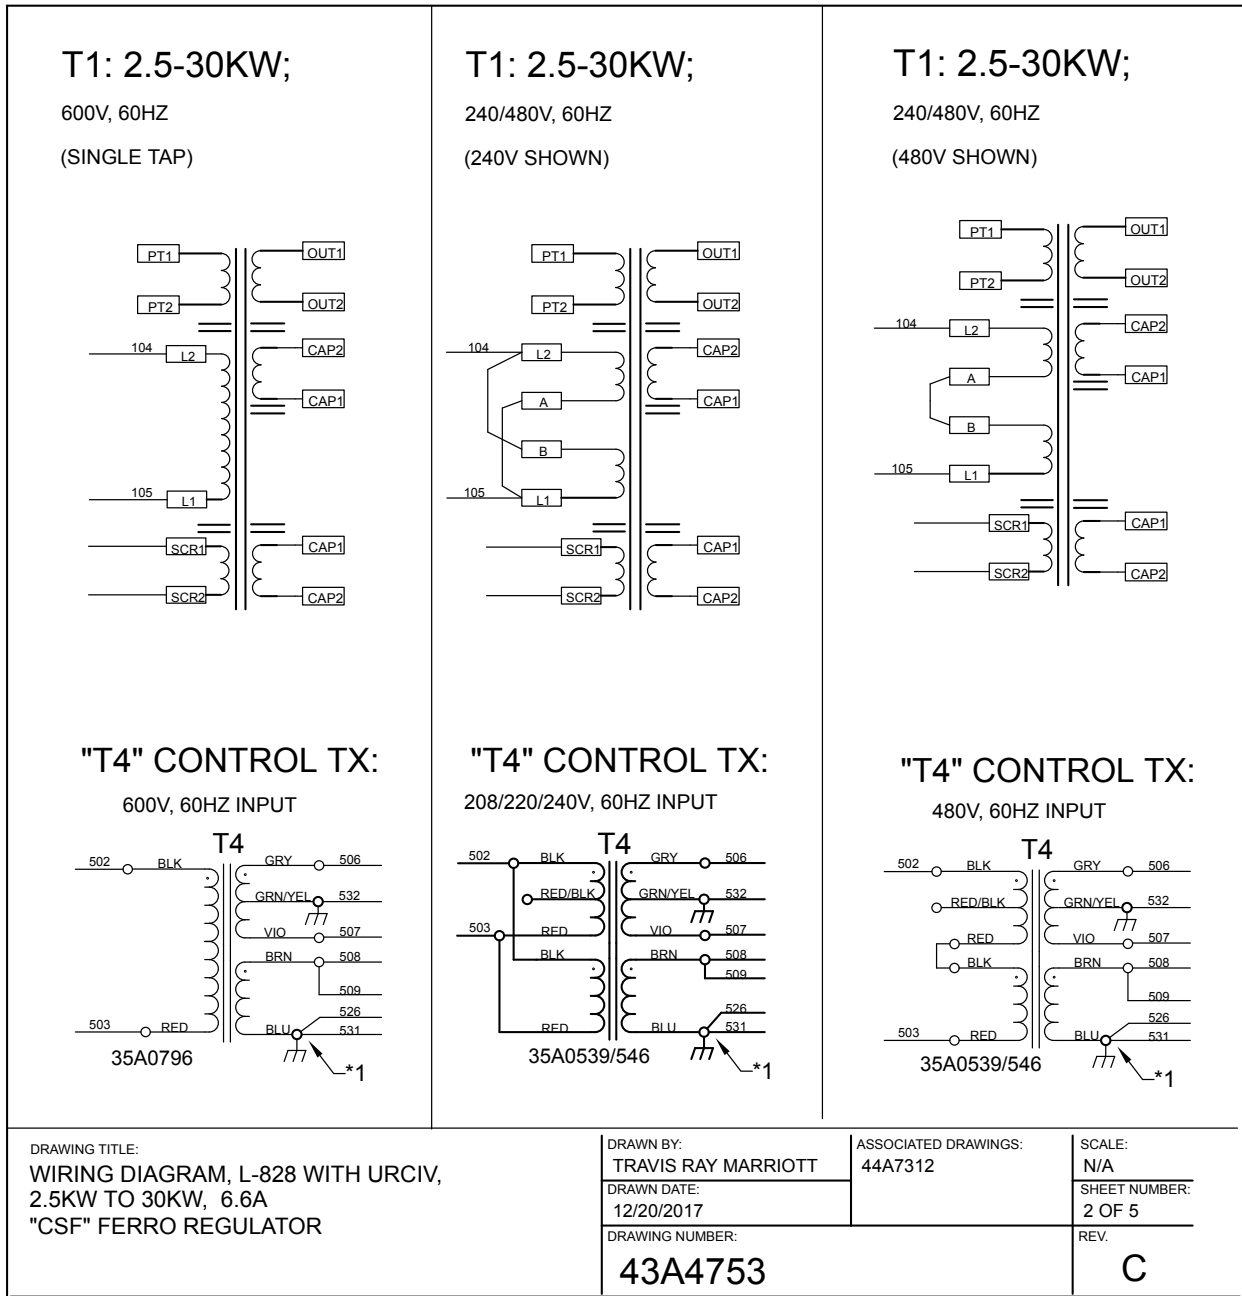 T1: 2.5-30KW;
600V, 60HZ
(SINGLE TAP)
PT1
OUT1
PT2
OUT2
104
L2
CAP2
CAP1
105
L1
SCR1
CAP1
SCR2
CAP2
"T4" CONTROL TX:
600V, 60HZ INPUT
T4
502
BLK
GRY
506
GRN/YEL
532
VIO
507
BRN
508
509
526
503
RED
BLU
531
35A0796
*1
T1: 2.5-30KW;
240/480V, 60HZ
(240V SHOWN)
PT1
OUT1
PT2
OUT2
104
L2
CAP2
A
CAP1
B
105
L1
SCR1
CAP1
SCR2
CAP2
"T4" CONTROL TX:
208/220/240V, 60HZ INPUT
T4
502
BLK
GRY
506
RED/BLK
GRN/YEL
532
503
RED
VIO
507
BLK
BRN
508
509
526
RED
BLU
531
35A0539/546
*1
T1: 2.5-30KW;
240/480V, 60HZ
(480V SHOWN)
PT1
OUT1
PT2
OUT2
104
L2
CAP2
A
CAP1
B
105
L1
SCR1
CAP1
SCR2
CAP2
"T4" CONTROL TX:
480V, 60HZ INPUT
T4
502
BLK
GRY
506
RED/BLK
GRN/YEL
532
RED
VIO
507
BLK
BRN
508
509
526
503
RED
BLU
531
35A0539/546
*1
DRAWING TITLE:
WIRING DIAGRAM, L-828 WITH URCIV,
2.5KW TO 30KW, 6.6A
"CSF" FERRO REGULATOR
DRAWN BY:
TRAVIS RAY MARRIOTT
DRAWN DATE:
12/20/2017
DRAWING NUMBER:
43A4753
ASSOCIATED DRAWINGS:
44A7312
SCALE:
N/A
SHEET NUMBER:
2 OF 5
REV.
C